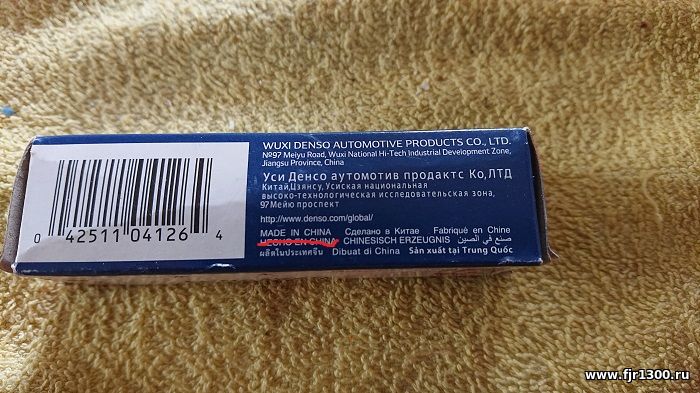 WUXI DENSO AUTOMOTIVE PRODUCTS CO., LTD.
№97 Meiyu Road, Wuxi National Hi-Tech Industrial Development Zone,
Jiangsu Province, China
Уси Денсо аутомотив продактс Ко,ЛТД
Китай,Цзянсу, Усиская национальная
высоко-технологическая исследовательская зона,
97 Мейю проспект
http://www.denso.com/global/
MADE IN CHINA Сделано в Китае Fabriqué en Chine
HECHO EN CHINA CHINESISCH ERZEUGNIS صنع في الصين
ผลิตในประเทศจีน Dibuat di China Sản xuất tại Trung Quốc
0 42511 04126 4
www.fjr1300.ru